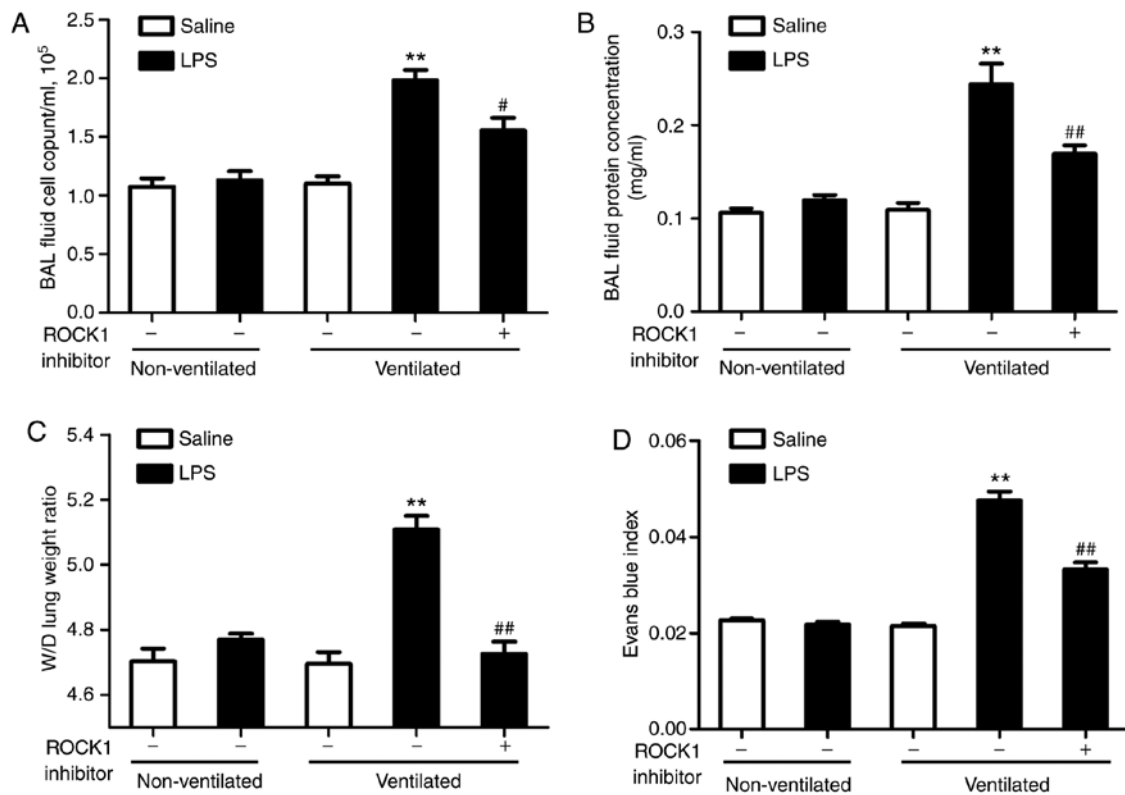 A
Saline
LPS
BAL fluid cell copunt/ml, 10⁵
2.0
1.5
1.0
0.5
0.0
**
#
ROCK1
inhibitor
− − − − +
Non-ventilated Ventilated
B
Saline
LPS
BAL fluid protein concentration
(mg/ml)
0.3
0.2
0.1
0.0
**
##
ROCK1
inhibitor
− − − − +
Non-ventilated Ventilated
C
Saline
LPS
W/D lung weight ratio
5.4
5.2
5.0
4.8
4.6
**
##
ROCK1
inhibitor
− − − − +
Non-ventilated Ventilated
D
Saline
LPS
Evans blue index
0.06
0.04
0.02
0.00
**
##
ROCK1
inhibitor
− − − − +
Non-ventilated Ventilated